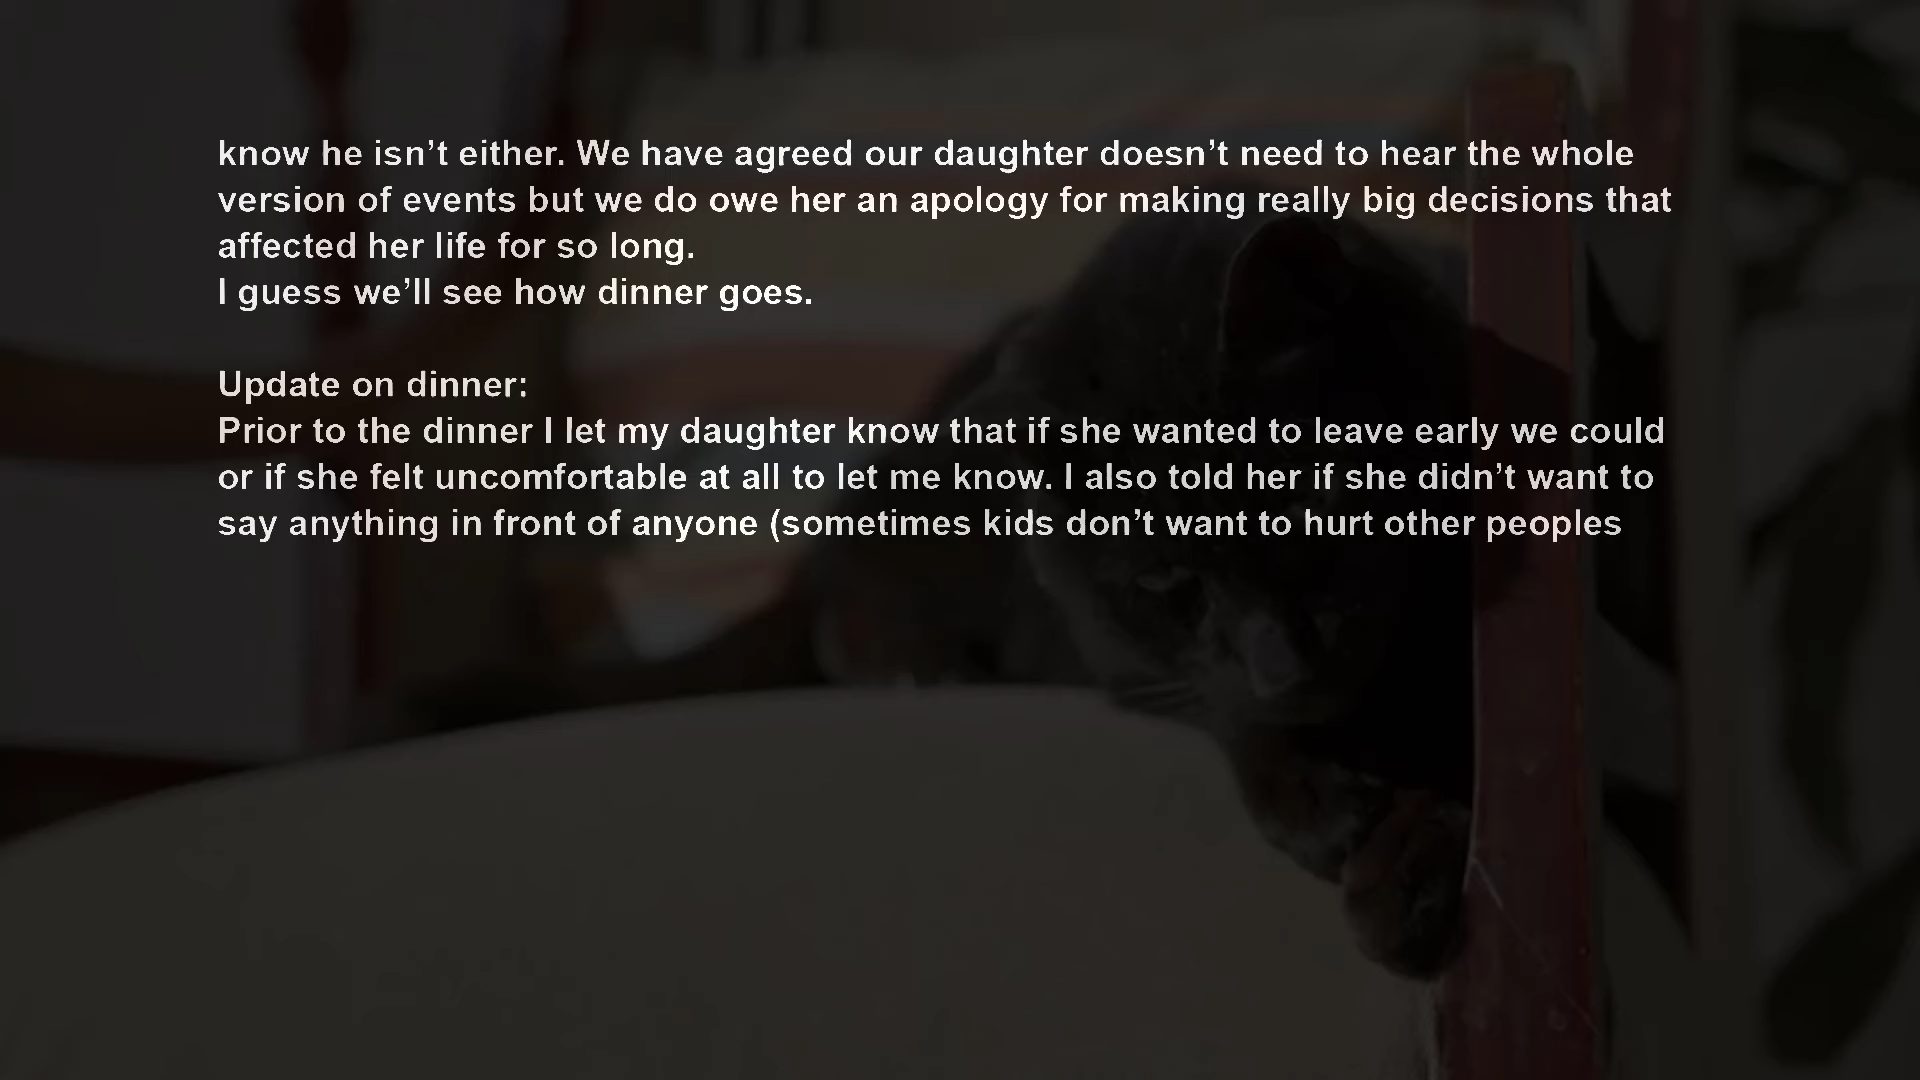 know he isn’t either. We have agreed our daughter doesn’t need to hear the whole
version of events but we do owe her an apology for making really big decisions that
affected her life for so long.
I guess we’ll see how dinner goes.
Update on dinner:
Prior to the dinner I let my daughter know that if she wanted to leave early we could
or if she felt uncomfortable at all to let me know. I also told her if she didn’t want to
say anything in front of anyone (sometimes kids don’t want to hurt other peoples